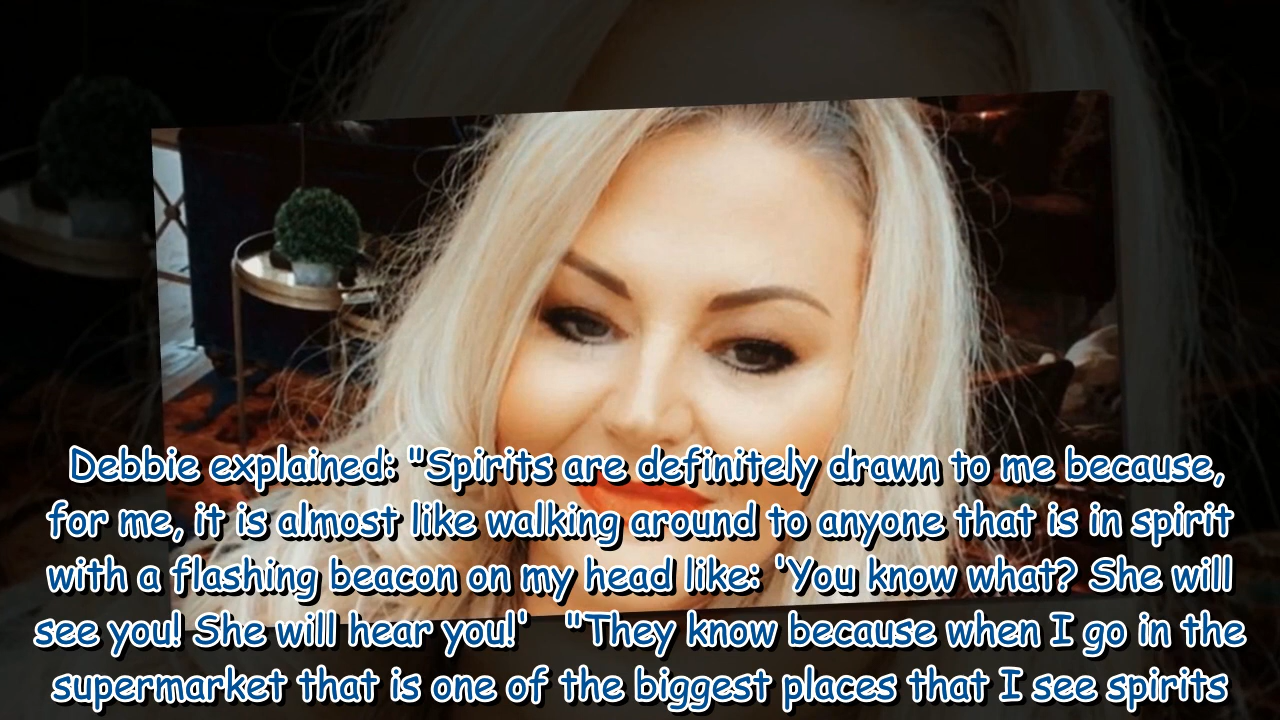 Debbie explained: "Spirits are definitely drawn to me because,
for me, it is almost like walking around to anyone that is in spirit
with a flashing beacon on my head like: 'You know what? She will
see you! She will hear you!' "They know because when I go in the
supermarket that is one of the biggest places that I see spirits